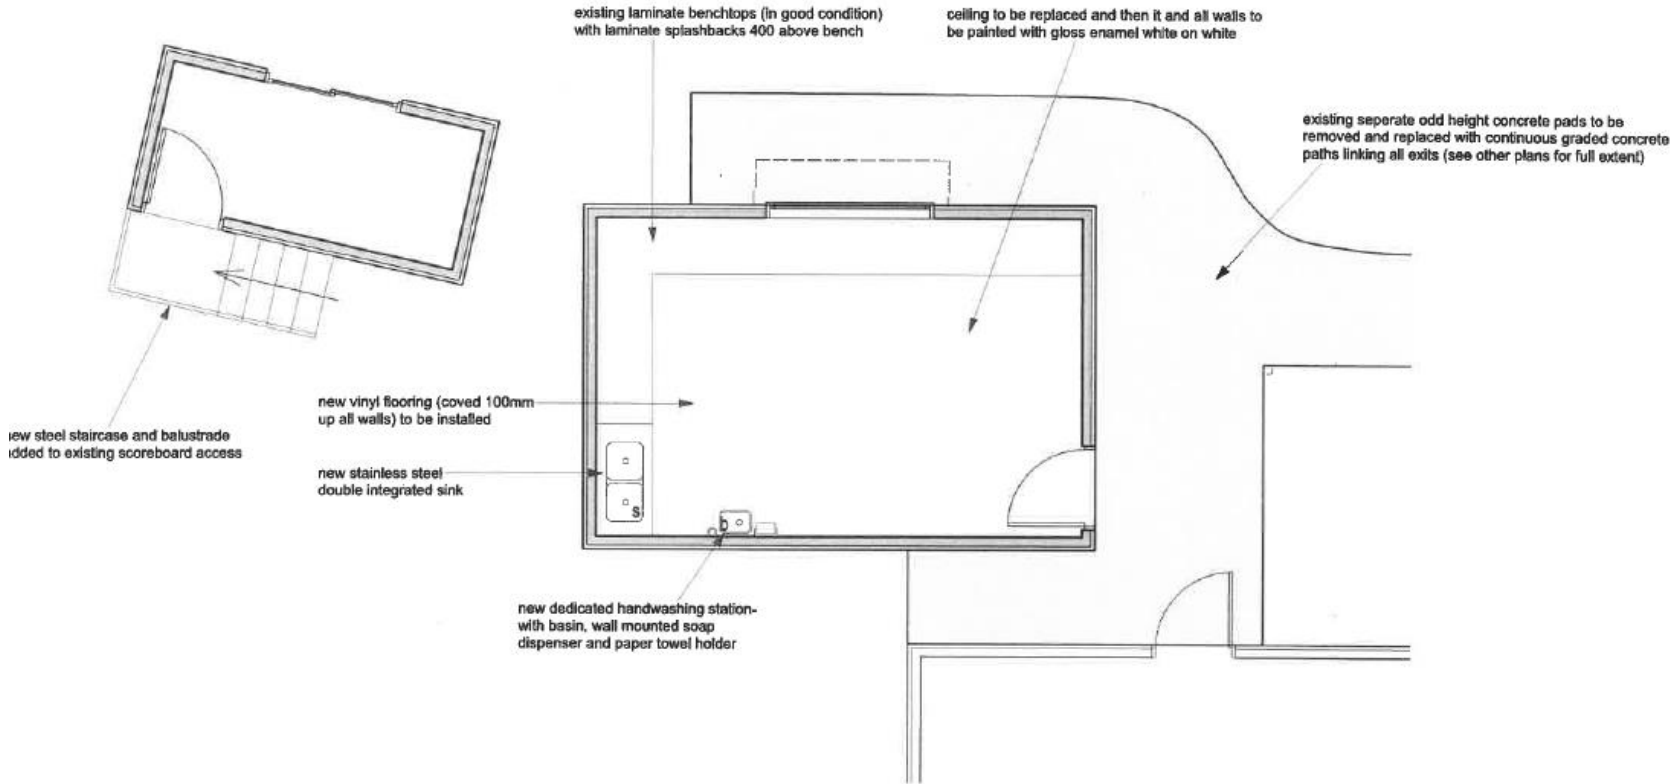 existing laminate benchtops (in good condition)
with laminate splashbacks 400 above bench
ceiling to be replaced and then it and all walls to
be painted with gloss enamel white on white
existing seperate odd height concrete pads to be
removed and replaced with continuous graded concrete
paths linking all exits (see other plans for full extent)
new vinyl flooring (coved 100mm
up all walls) to be installed
new steel staircase and balustrade
added to existing scoreboard access
new stainless steel
double integrated sink
S
new dedicated handwashing station-
with basin, wall mounted soap
dispenser and paper towel holder